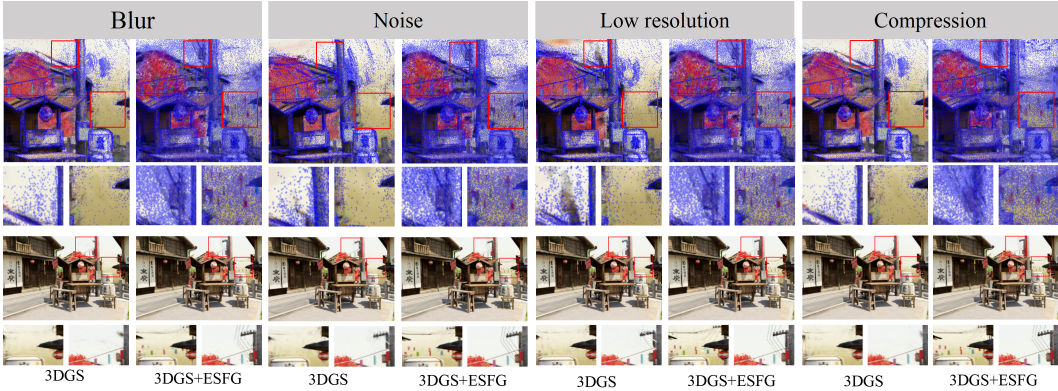 Blur
Noise
Low resolution
Compression
3DGS
3DGS+ESFG
3DGS
3DGS+ESFG
3DGS
3DGS+ESFG
3DGS
3DGS+ESFG